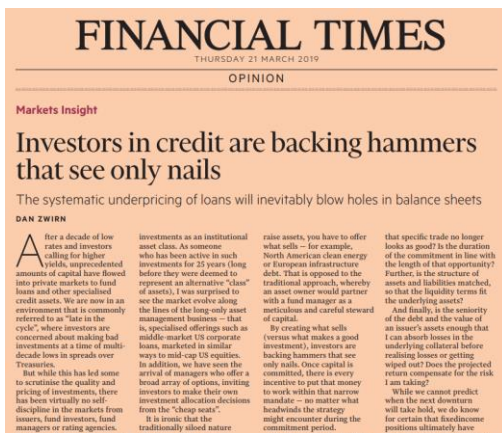 FINANCIAL TIMES
THURSDAY 21 MARCH 2019
OPINION
Markets Insight
Investors in credit are backing hammers
that see only nails
The systematic underpricing of loans will inevitably blow holes in balance sheets
DAN ZWIRN
After a decade of low
rates and investors
calling for higher
yields, unprecedented
amounts of capital have flowed
into private markets to fund
loans and other specialised
credit assets. We are now in an
environment that is commonly
referred to as "late in the
cycle", where investors are
concerned about making bad
investments at a time of multi-
decade lows in spreads over
Treasuries.
But while this has led some
to scrutinise the quality and
pricing of investments, there
has been virtually no self-
discipline in the markets from
issuers, fund investors, fund
managers or rating agencies.
investments as an institutional
asset class. As someone
who has been active in such
investments for 25 years (long
before they were deemed to
represent an alternative "class"
of assets), I was surprised to
see the market evolve along
the lines of the long-only asset
management business — that
is, specialised offerings such as
middle-market US corporate
loans, marketed in similar
ways to mid-cap US equities.
In addition, we have seen the
arrival of managers who offer a
broad array of options, inviting
investors to make their own
investment allocation decisions
from the "cheap seats".
It is ironic that the
traditionally siloed nature
raise assets, you have to offer
what sells — for example,
North American clean energy
or European infrastructure
debt. That is opposed to the
traditional approach, whereby
an asset owner would partner
with a fund manager as a
meticulous and careful steward
of capital.
By creating what sells
(versus what makes a good
investment), investors are
backing hammers that see
only nails. Once capital is
committed, there is every
incentive to put that money
to work within that narrow
mandate — no matter what
headwinds the strategy
might encounter during the
commitment period.
that specific trade no longer
looks as good? Is the duration
of the commitment in line with
the length of that opportunity?
Further, is the structure of
assets and liabilities matched,
so that the liquidity terms fit
the underlying assets?
And finally, is the seniority
of the debt and the value of
an issuer's assets enough that
I can absorb losses in the
underlying collateral before
realising losses or getting
wiped out? Does the projected
return compensate for the risk
I am taking?
While we cannot predict
when the next downturn
will take hold, we do know
for certain that fixedincome
positions ultimately have